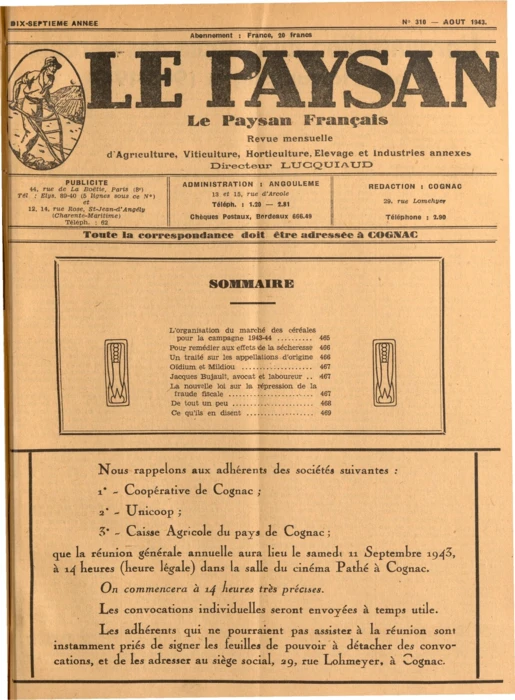 DIX-SEPTIEME ANNEE
N° 318 — AOUT 1943.
Abonnement : France, 20 francs
LE PAYSAN
Le Paysan Français
Revue mensuelle
d'Agriculture, Viticulture, Horticulture, Elevage et Industries annexes
Directeur LUCQUIAUD
PUBLICITE
44, rue de La Boétie, Paris (8e)
Tél : Elys. 89-40 (5 lignes sous ce N°)
et
12, 14, rue Rose, St-Jean-d'Angély
(Charente-Maritime)
Téleph. : 62
ADMINISTRATION : ANGOULEME
13 et 15, rue d'Arcole
Téléph. : 1.20 — 2.81
Chèques Postaux, Bordeaux 666.49
REDACTION : COGNAC
29, rue Lomehyer
Téléphone : 2.90
Toute la correspondance doit être adressée à COGNAC
SOMMAIRE
L'organisation du marché des céréales
pour la campagne 1943-44 .......... 465
Pour remédier aux effets de la sécheresse 466
Un traité sur les appellations d'origine 466
Oïdium et Mildiou .................. 467
Jacques Bujault, avocat et laboureur .. 467
La nouvelle loi sur la répression de la
fraude fiscale .................... 467
De tout un peu ..................... 468
Ce qu'ils en disent ................. 469
Nous rappelons aux adhérents des sociétés suivantes :
1° - Coopérative de Cognac ;
2° - Unicoop ;
3° - Caisse Agricole du pays de Cognac ;
que la réunion générale annuelle aura lieu le samedi 11 Septembre 1943,
à 14 heures (heure légale) dans la salle du cinéma Pathé à Cognac.
On commencera à 14 heures très précises.
Les convocations individuelles seront envoyées à temps utile.
Les adhérents qui ne pourraient pas assister à la réunion sont
instamment priés de signer les feuilles de pouvoir à détacher des convo-
cations, et de les adresser au siège social, 29, rue Lohmeyer, à Cognac.